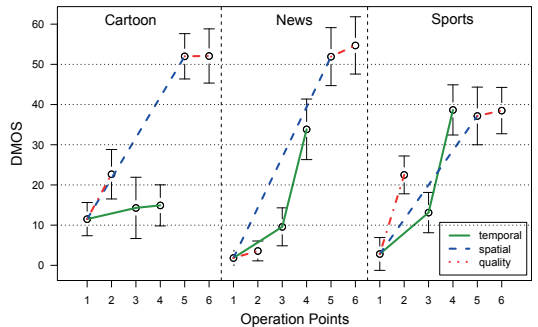 Cartoon News Sports
60
50
40
30
20
10
0
DMOS
temporal
spatial
quality
1 2 3 4 5 6 1 2 3 4 5 6 1 2 3 4 5 6
Operation Points